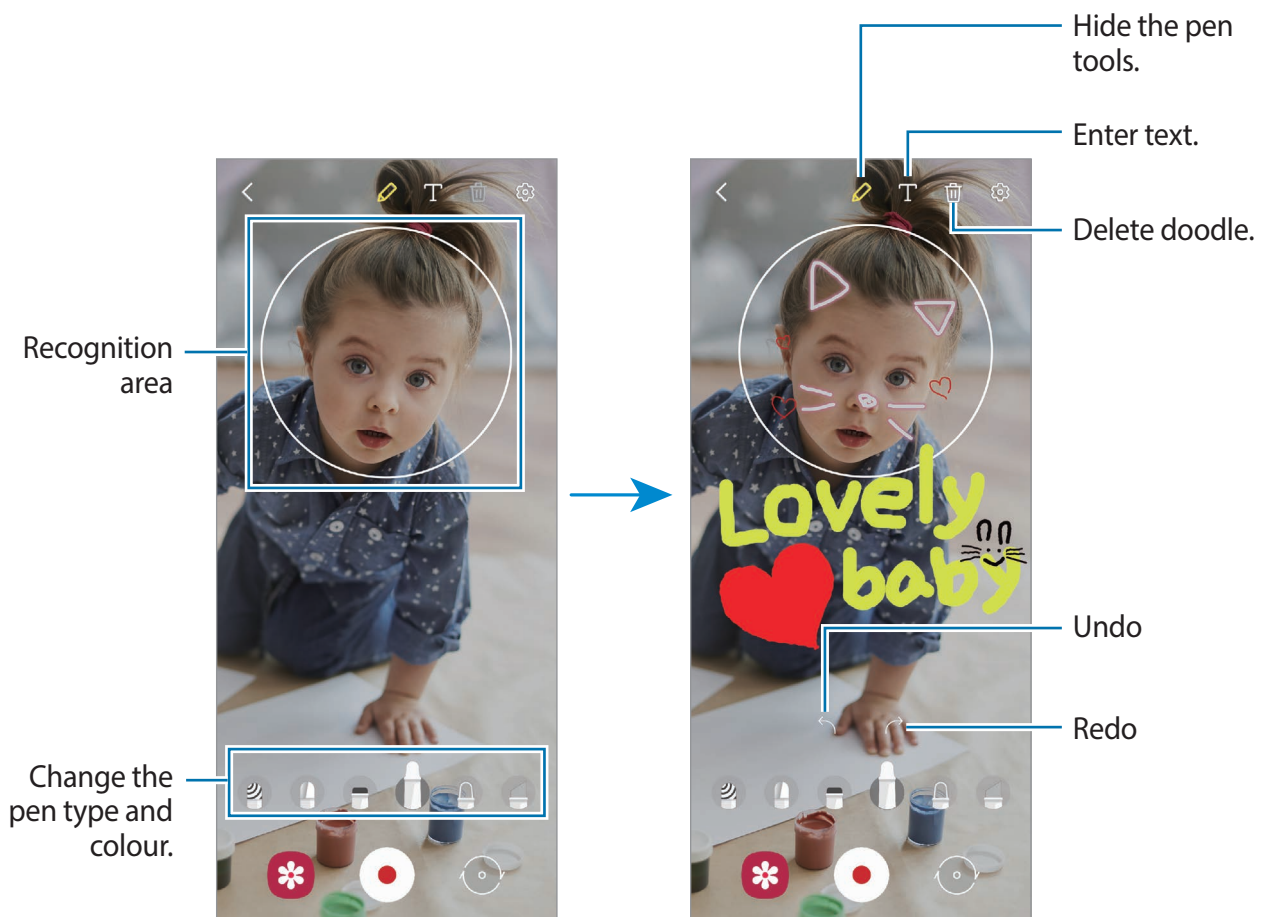 Hide the pen
tools.
Enter text.
T
T
Delete doodle.
Recognition
area
Lovely
baby
Undo
Redo
Change the
pen type and
colour.